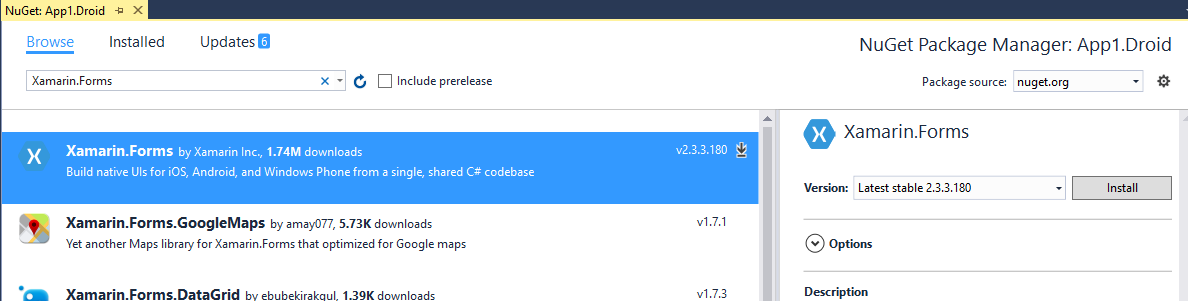 NuGet: App1.Droid
Browse Installed Updates 6
NuGet Package Manager: App1.Droid
Xamarin.Forms
Include prerelease
Package source: nuget.org
Xamarin.Forms by Xamarin Inc., 1.74M downloads v2.3.3.180
Build native UIs for iOS, Android, and Windows Phone from a single, shared C# codebase
Xamarin.Forms.GoogleMaps by amay077, 5.73K downloads v1.7.1
Yet another Maps library for Xamarin.Forms that optimized for Google maps
Xamarin.Forms.DataGrid by ebubekirakgul, 1.39K downloads v1.7.3
Xamarin.Forms
Version: Latest stable 2.3.3.180 Install
Options
Description